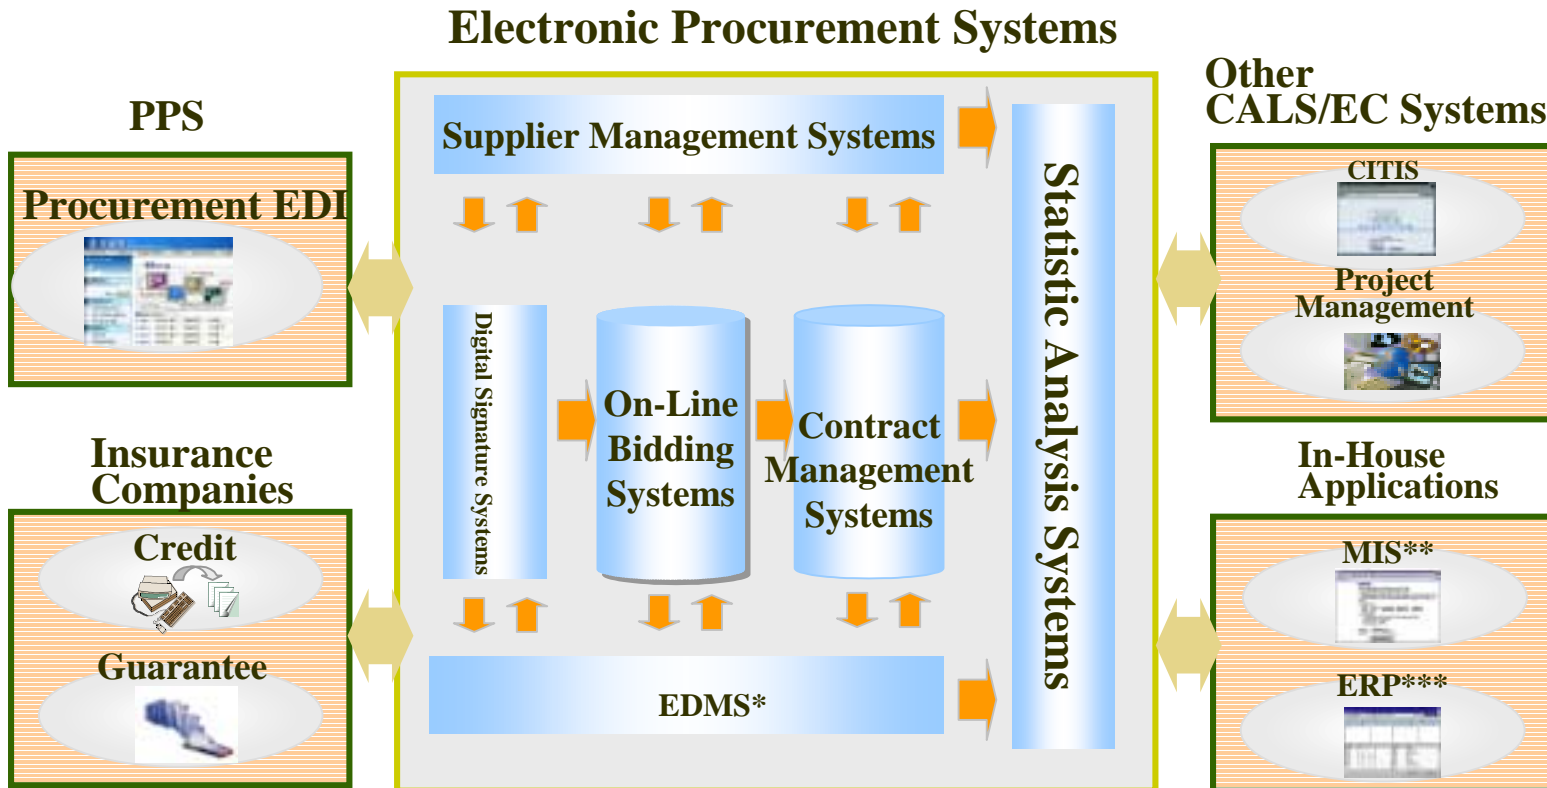 Electronic Procurement Systems
PPS
Procurement EDI
Insurance
Companies
Credit
Guarantee
Supplier Management Systems
Digital Signature Systems
On-Line
Bidding
Systems
Contract
Management
Systems
EDMS*
Statistic Analysis Systems
Other
CALS/EC Systems
CITIS
Project
Management
In-House
Applications
MIS**
ERP***